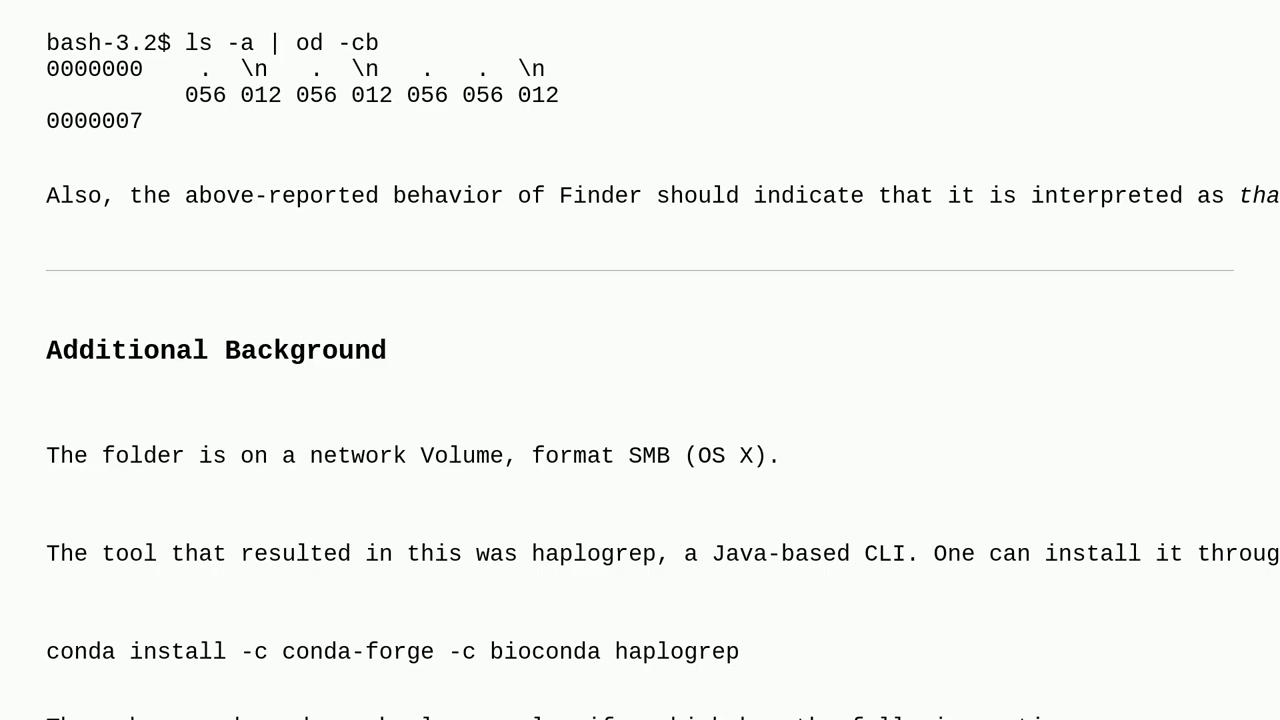 bash-3.2$ ls -a | od -cb
0000000    .  \n   .  \n   .   .  \n
          056 012 056 012 056 056 012
0000007
Also, the above-reported behavior of Finder should indicate that it is interpreted as tha
Additional Background
The folder is on a network Volume, format SMB (OS X).
The tool that resulted in this was haplogrep, a Java-based CLI. One can install it throug
conda install -c conda-forge -c bioconda haplogrep